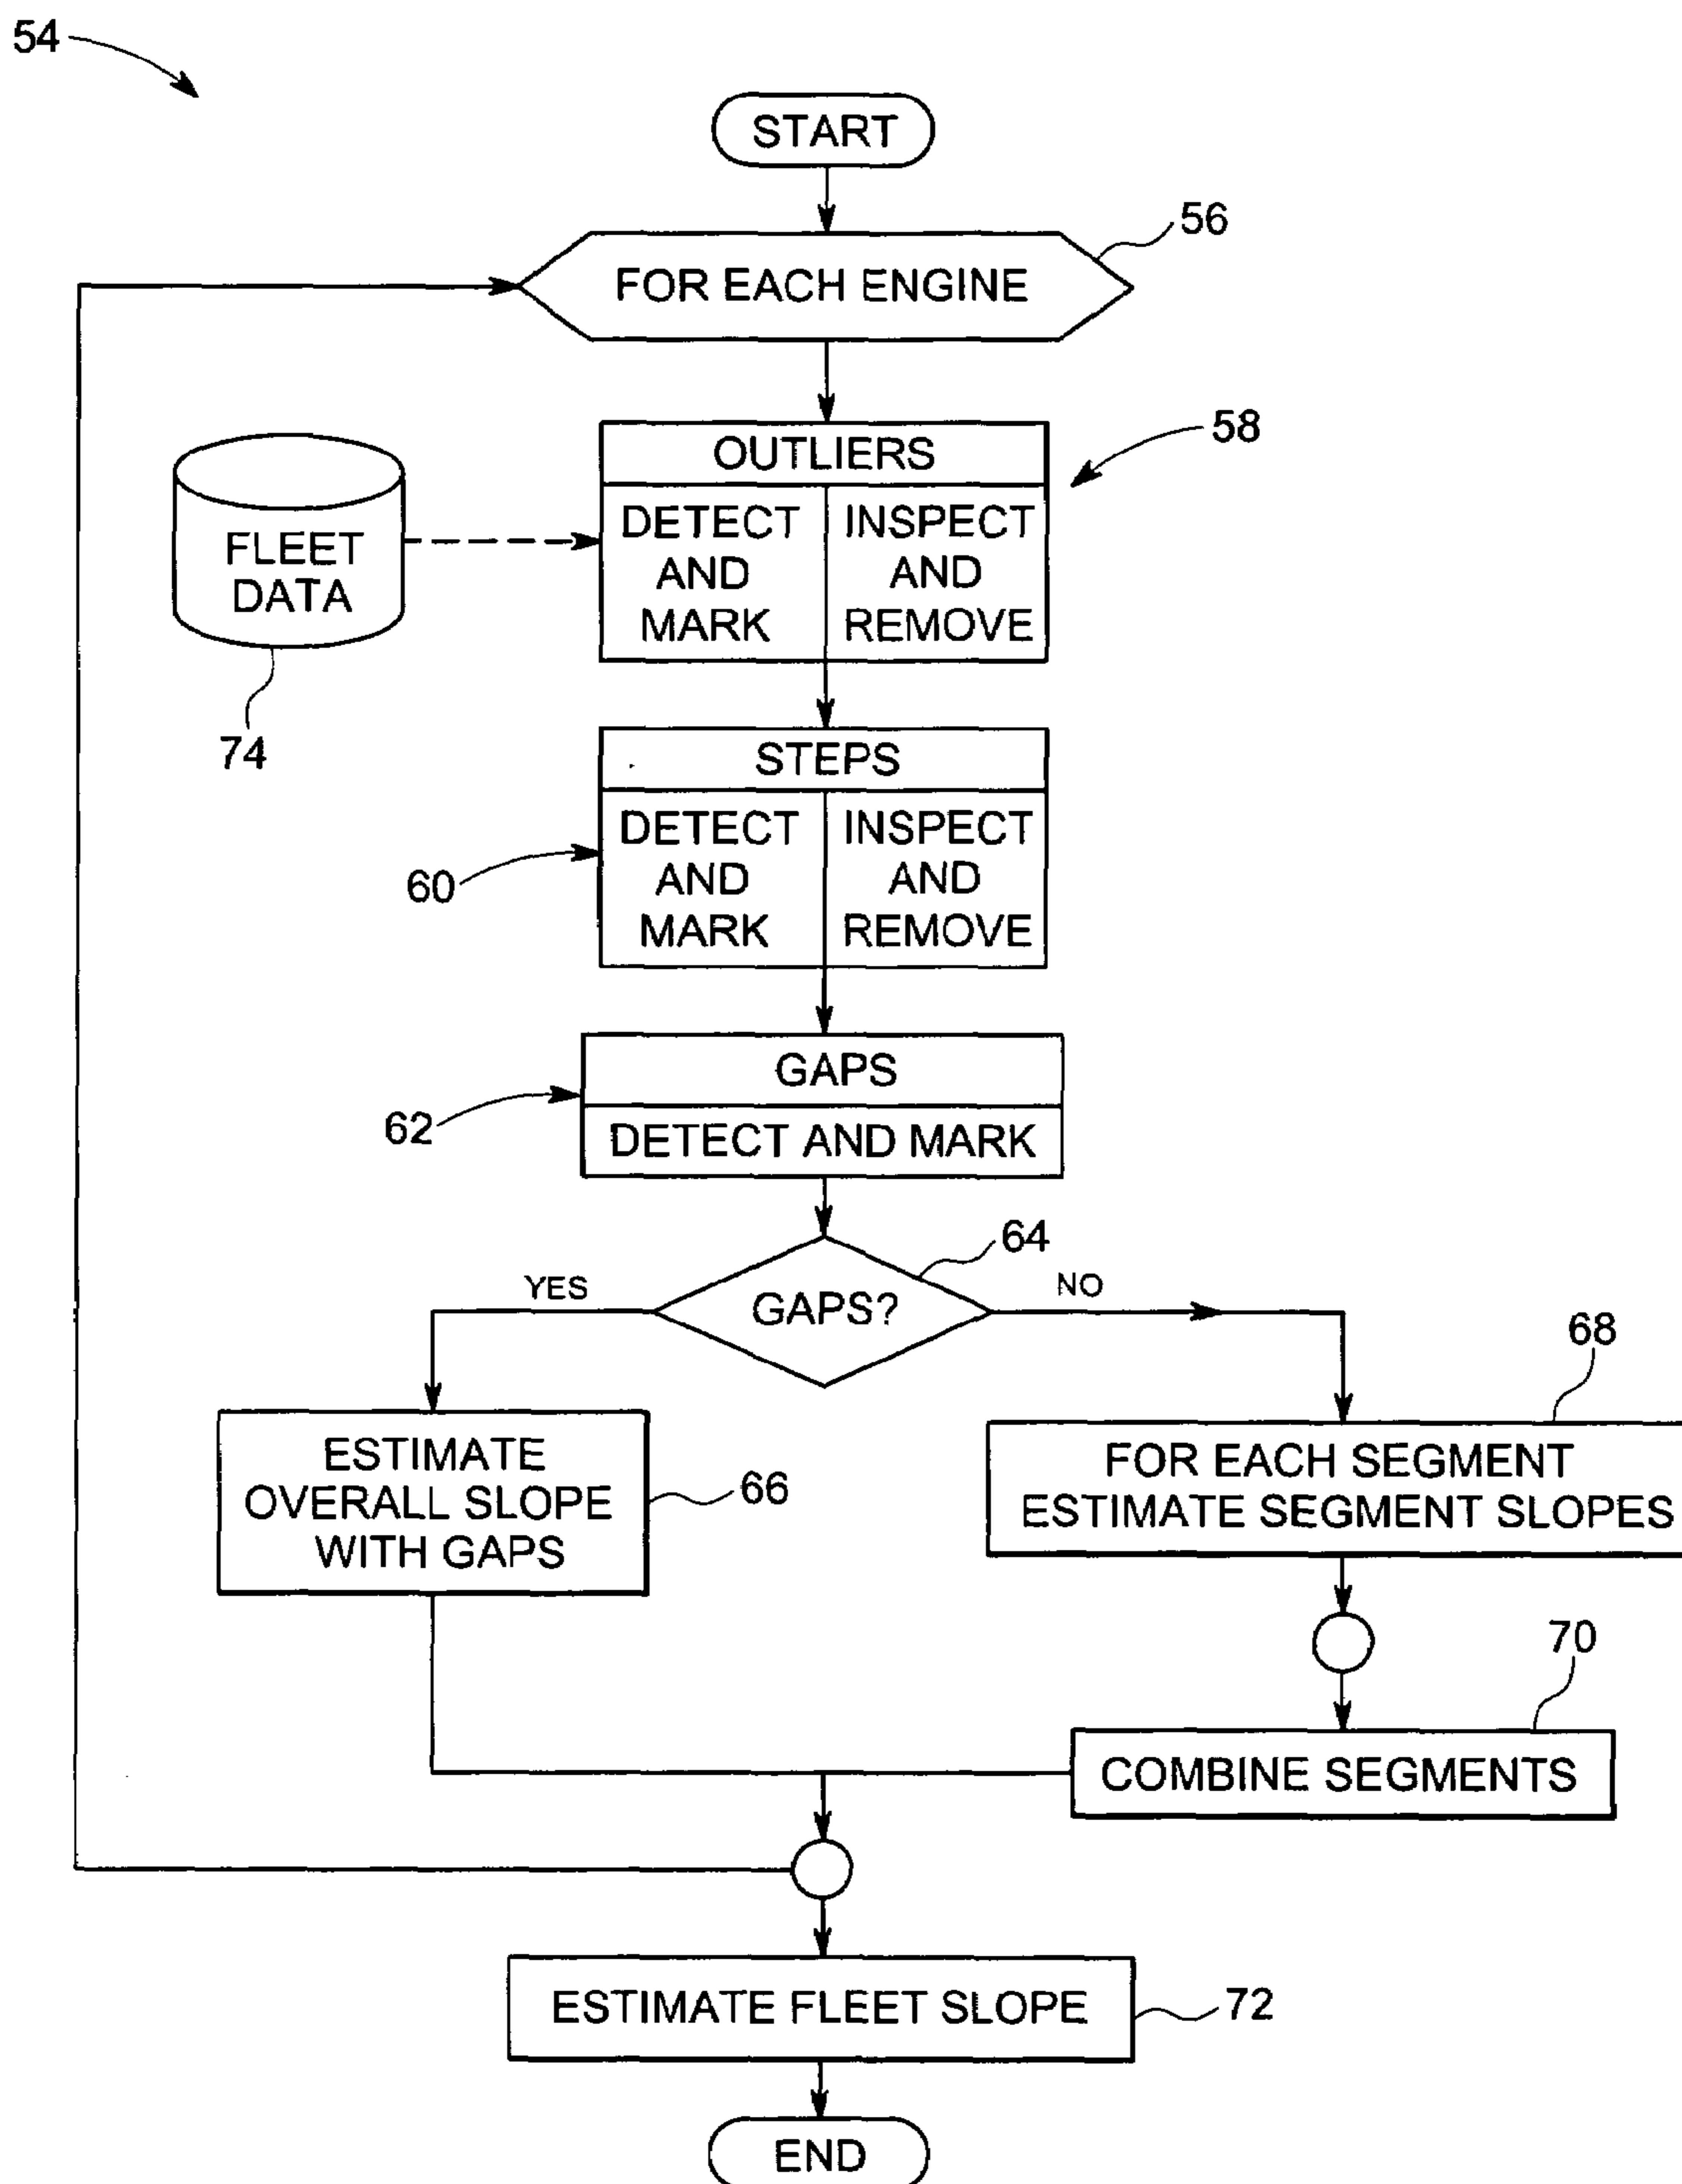 54
START
56
FOR EACH ENGINE
58
OUTLIERS
DETECT
AND
MARK
INSPECT
AND
REMOVE
FLEET
DATA
74
STEPS
DETECT
AND
MARK
INSPECT
AND
REMOVE
60
GAPS
62
DETECT AND MARK
64
YES
GAPS?
NO
68
ESTIMATE
OVERALL SLOPE
WITH GAPS
66
FOR EACH SEGMENT
ESTIMATE SEGMENT SLOPES
70
COMBINE SEGMENTS
ESTIMATE FLEET SLOPE
72
END